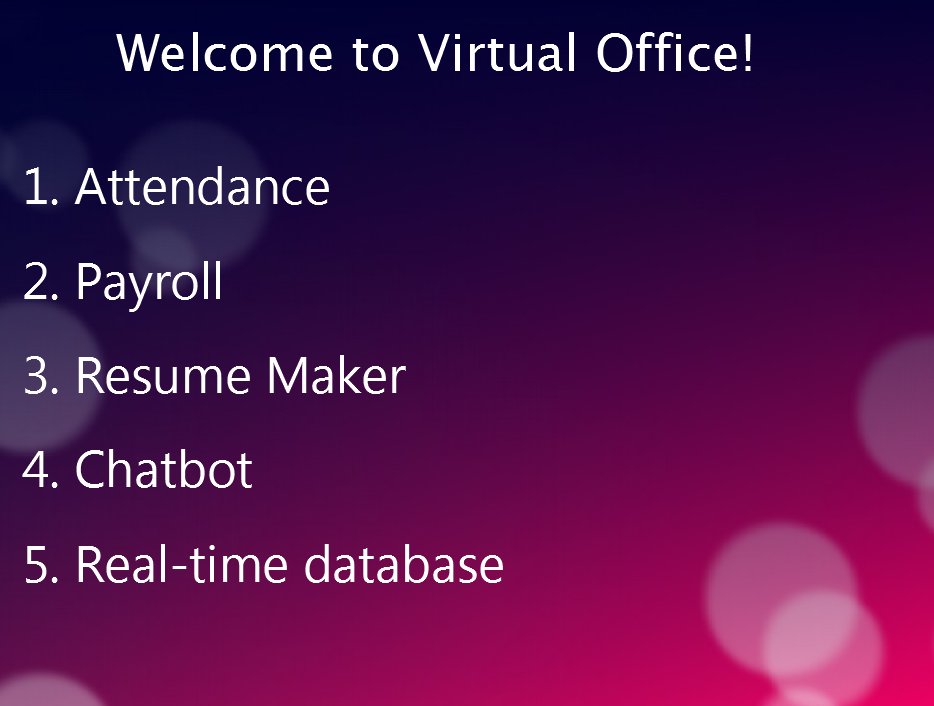 Welcome to Virtual Office!
1. Attendance
2. Payroll
3. Resume Maker
4. Chatbot
5. Real-time database